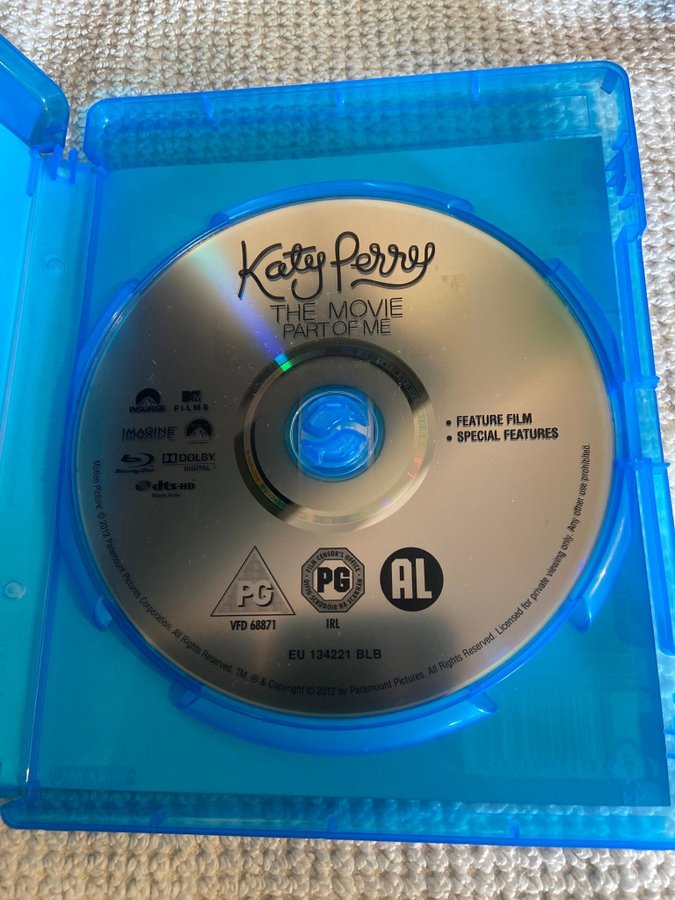 Katy Perry
THE MOVIE
PART OF ME
INSURGE
MTV
FILMS
IMAGINE
Blu-ray Disc
DOLBY
DIGITAL
dts-HD
Master Audio
• FEATURE FILM
• SPECIAL FEATURES
PG
VFD 68871
FILM CENSOR'S OFFICE
PG
IRL
AL
EU 134221 BLB
Motion Picture © 2012 Paramount Pictures Corporation. All Rights Reserved. TM, ® & Copyright © 2012 by Paramount Pictures. All Rights Reserved. Licensed for private viewing only. Any other use prohibited.